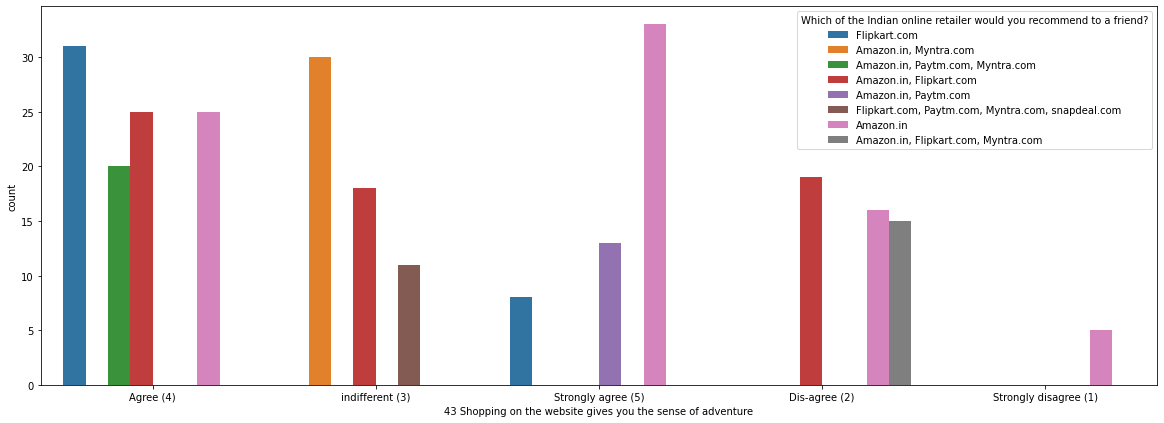 Which of the Indian online retailer would you recommend to a friend?
Flipkart.com
Amazon.in, Myntra.com
Amazon.in, Paytm.com, Myntra.com
Amazon.in, Flipkart.com
Amazon.in, Paytm.com
Flipkart.com, Paytm.com, Myntra.com, snapdeal.com
Amazon.in
Amazon.in, Flipkart.com, Myntra.com
30
25
20
15
10
5
0
count
Agree (4) indifferent (3) Strongly agree (5) Dis-agree (2) Strongly disagree (1)
43 Shopping on the website gives you the sense of adventure